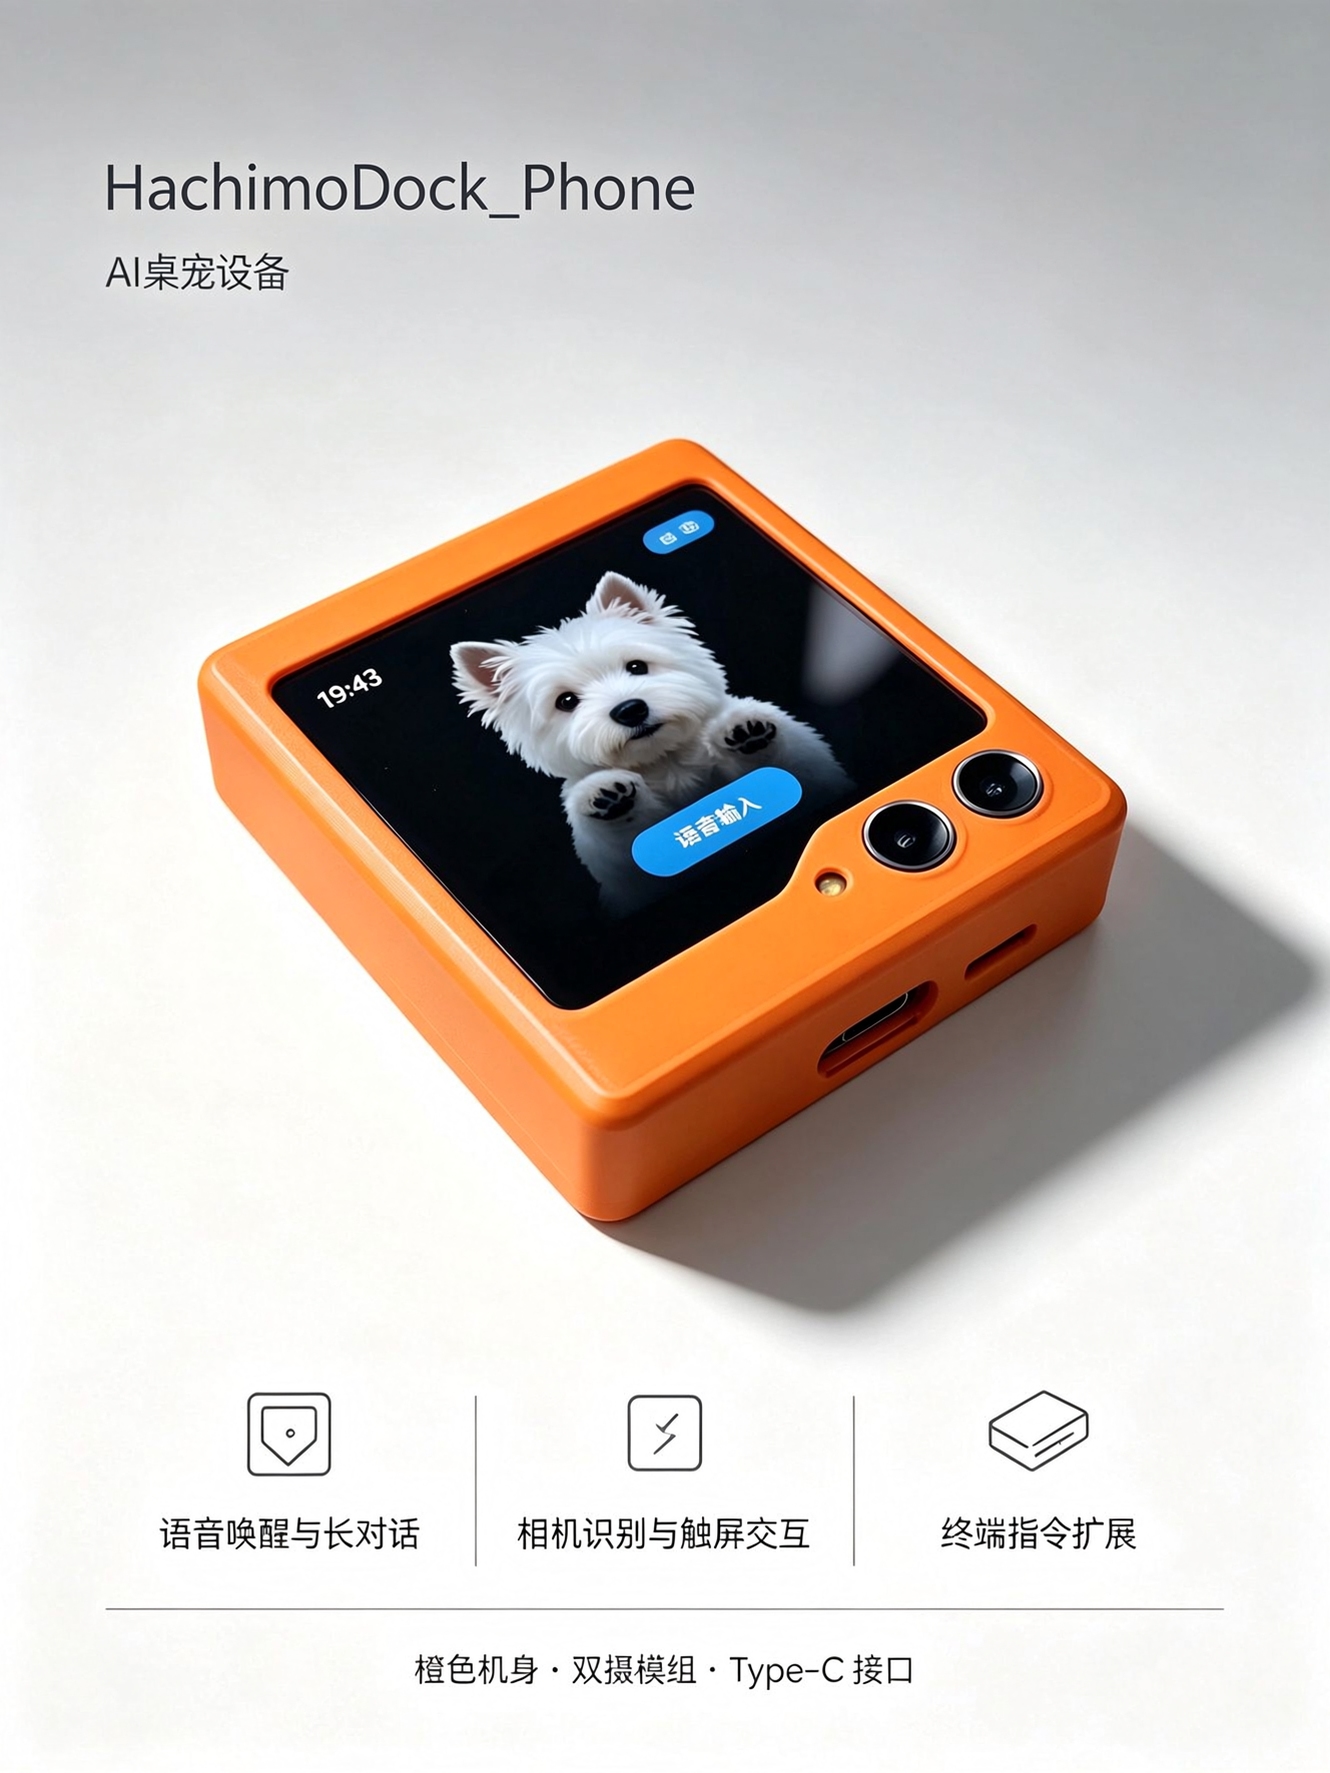 HachimoDock_Phone
AI桌宠设备
19:43
语音输入
语音唤醒与长对话
相机识别与触屏交互
终端指令扩展
橙色机身 · 双摄模组 · Type-C 接口